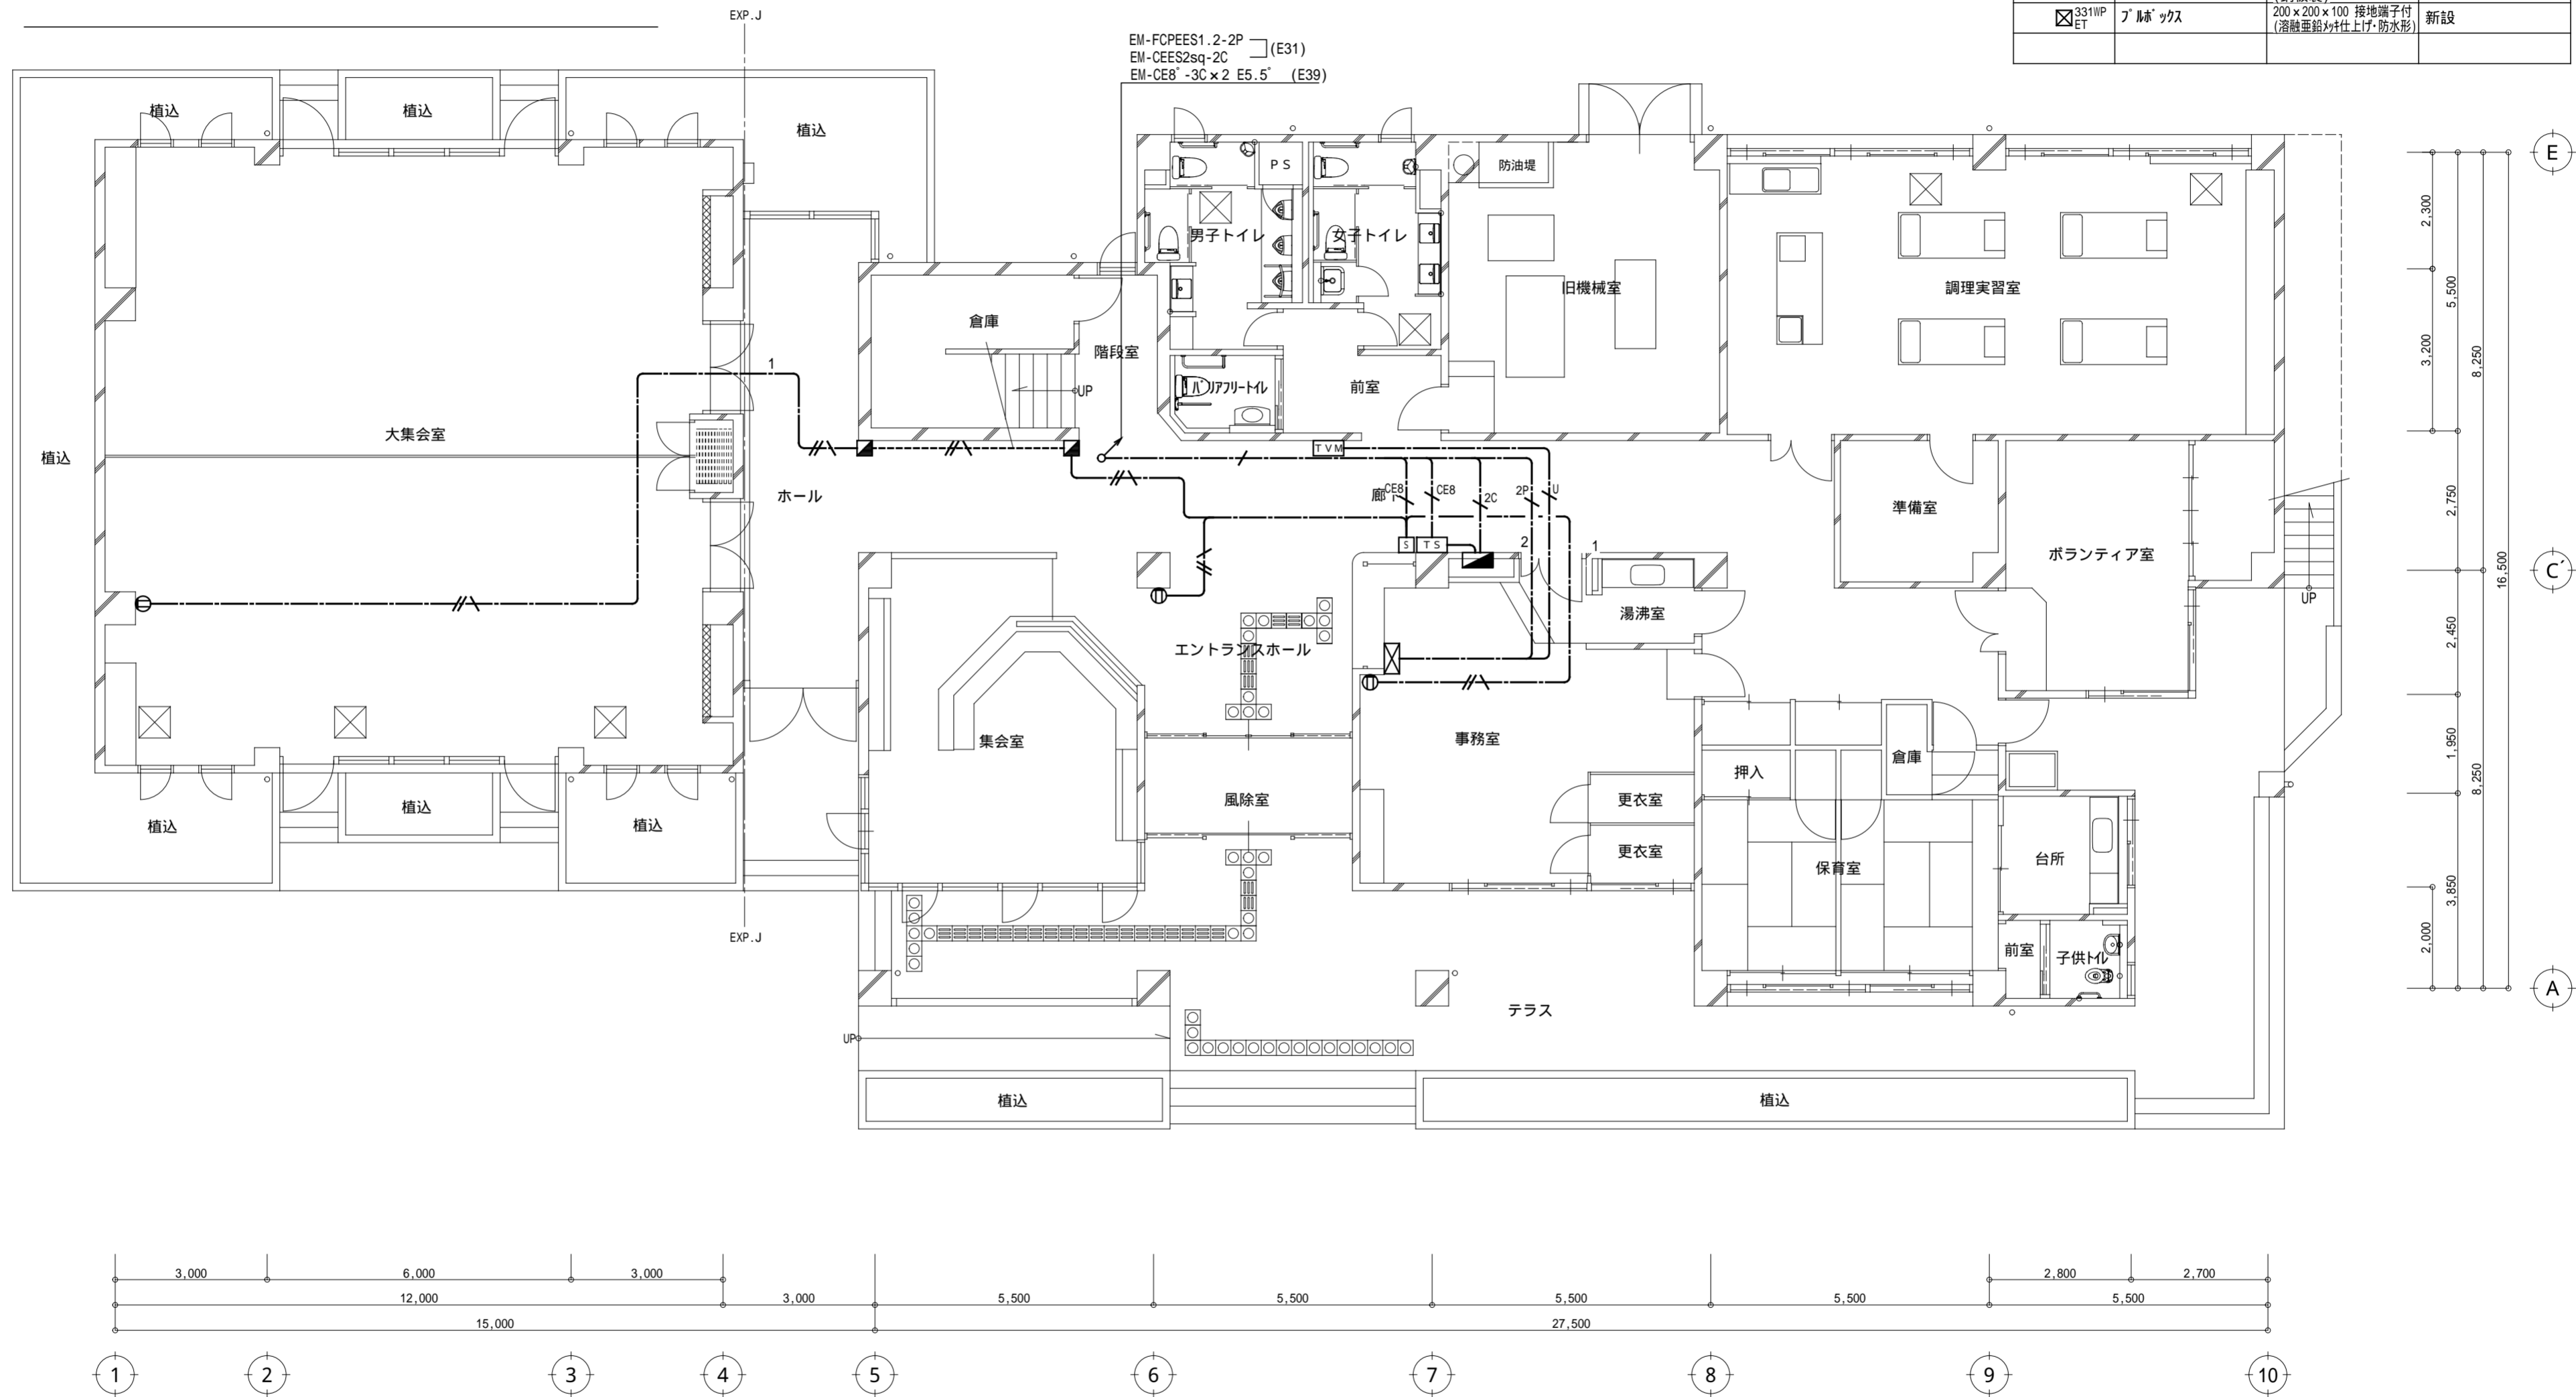 331WP
ET
プルボックス
200×200×100 接地端子付
(溶融亜鉛メッキ仕上げ・防水形)
新設
EXP.J
EM-FCPEES1.2-2P
EM-CEES2sq-2C
(E31)
EM-CE8°-3C×2 E5.5° (E39)
植込
植込
植込
植込
PS
防油堤
男子トイレ
女子トイレ
旧機械室
調理実習室
倉庫
階段室
UP
バリアフリートイレ
前室
1
大集会室
ホール
TVM
廊
CE8
CE8
2C
2P
U
S
TS
2
1
準備室
ボランティア室
UP
湯沸室
エントランスホール
集会室
事務室
風除室
押入
倉庫
更衣室
更衣室
保育室
台所
前室
子供トイレ
植込
植込
植込
EXP.J
テラス
UP
植込
植込
E
C´
A
2,300
3,200
5,500
2,750
2,450
1,950
3,850
2,000
8,250
8,250
16,500
3,000
6,000
3,000
2,800
2,700
12,000
3,000
5,500
5,500
5,500
5,500
5,500
15,000
27,500
1
2
3
4
5
6
7
8
9
10